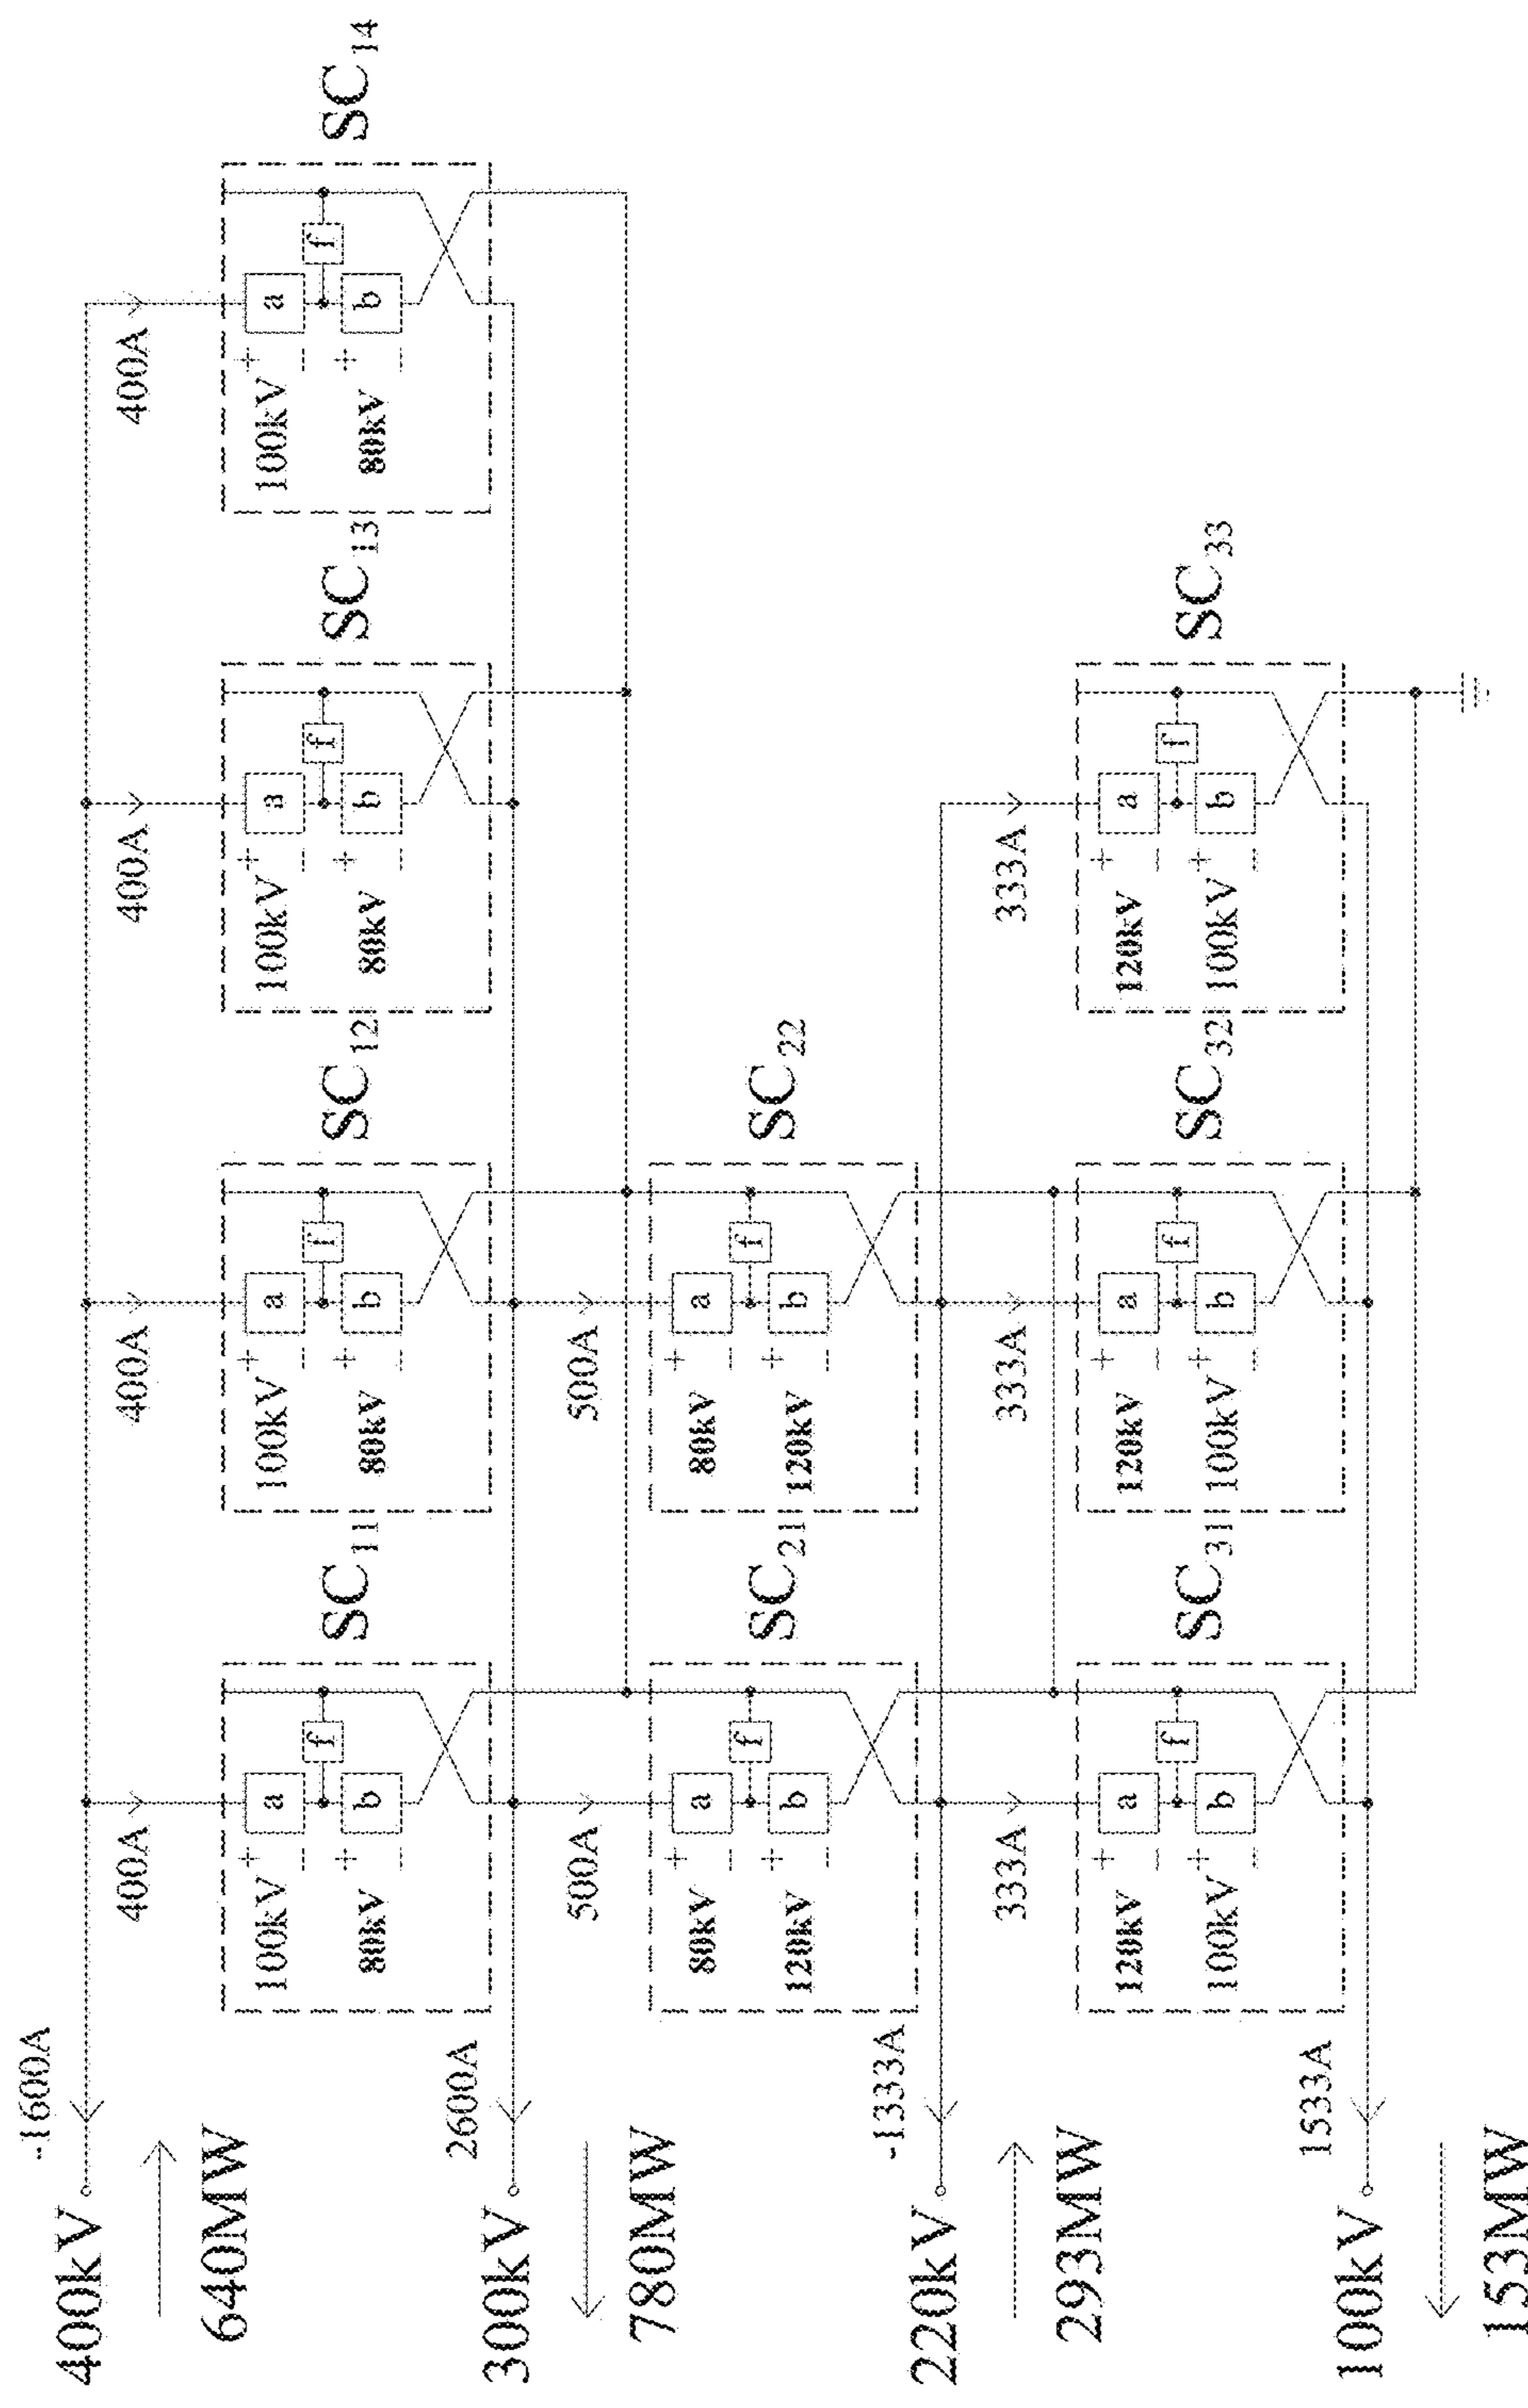 -1600A
400kV
400A 400A 400A 400A
640MW
100kV + a 100kV + a 100kV + a 100kV + a
− − − −
f SC11 f SC12 f SC13 f SC14
80kV + b 80kV + b 80kV + b 80kV + b
− − − −
2600A
300kV
500A 500A
780MW
80kV + a 80kV + a
− −
f SC21 f SC22
120kV + b 120kV + b
− −
-1333A
220kV
333A 333A 333A
293MW
120kV + a 120kV + a 120kV + a
− − −
f SC31 f SC32 f SC33
100kV + b 100kV + b 100kV + b
− − −
1533A
100kV
153MW